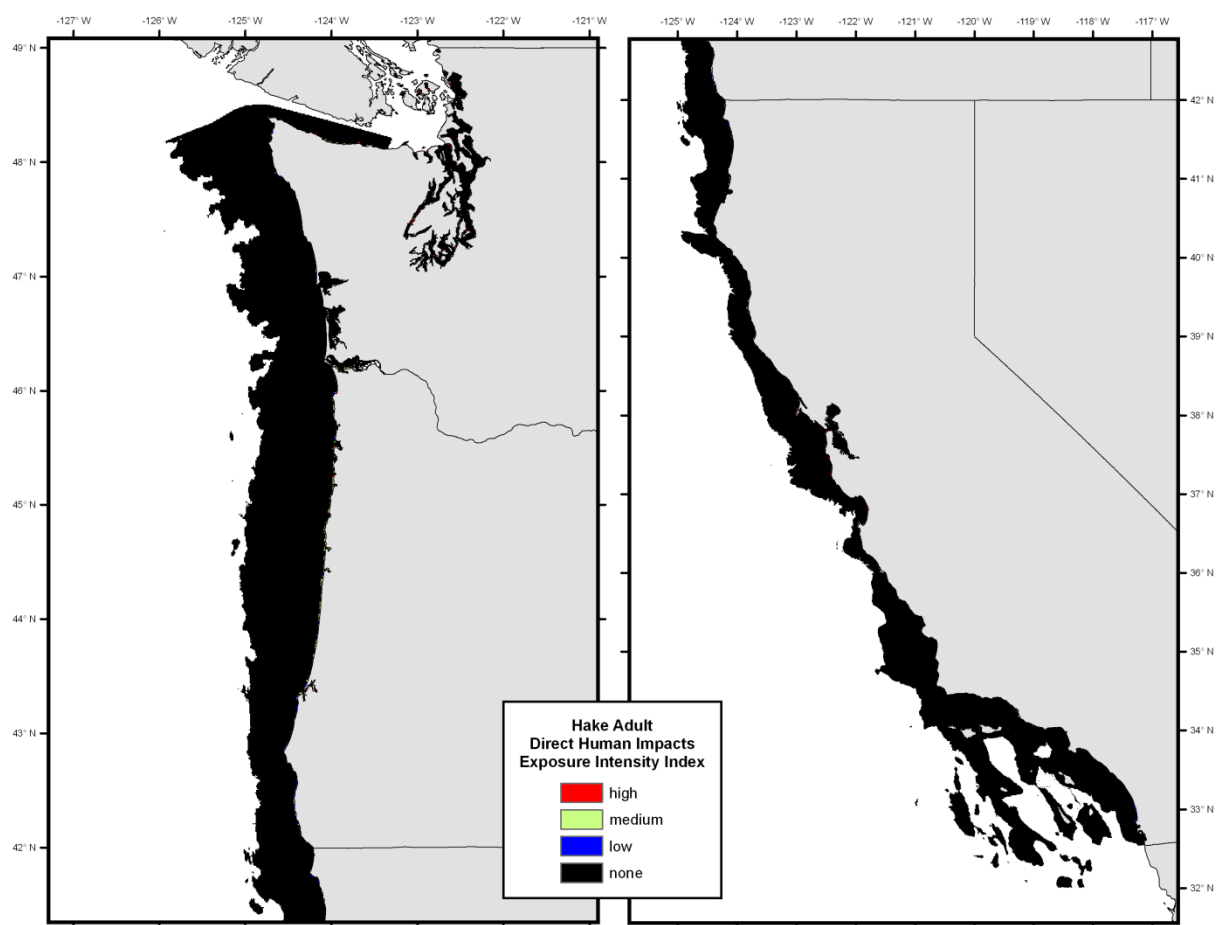 -127° W -126° W -125° W -124° W -123° W -122° W -121° W
-125° W -124° W -123° W -122° W -121° W -120° W -119° W -118° W -117° W
49° N
48° N
47° N
46° N
45° N
44° N
43° N
42° N
42° N
41° N
40° N
39° N
38° N
37° N
36° N
35° N
34° N
33° N
32° N
Hake Adult
Direct Human Impacts
Exposure Intensity Index
high
medium
low
none